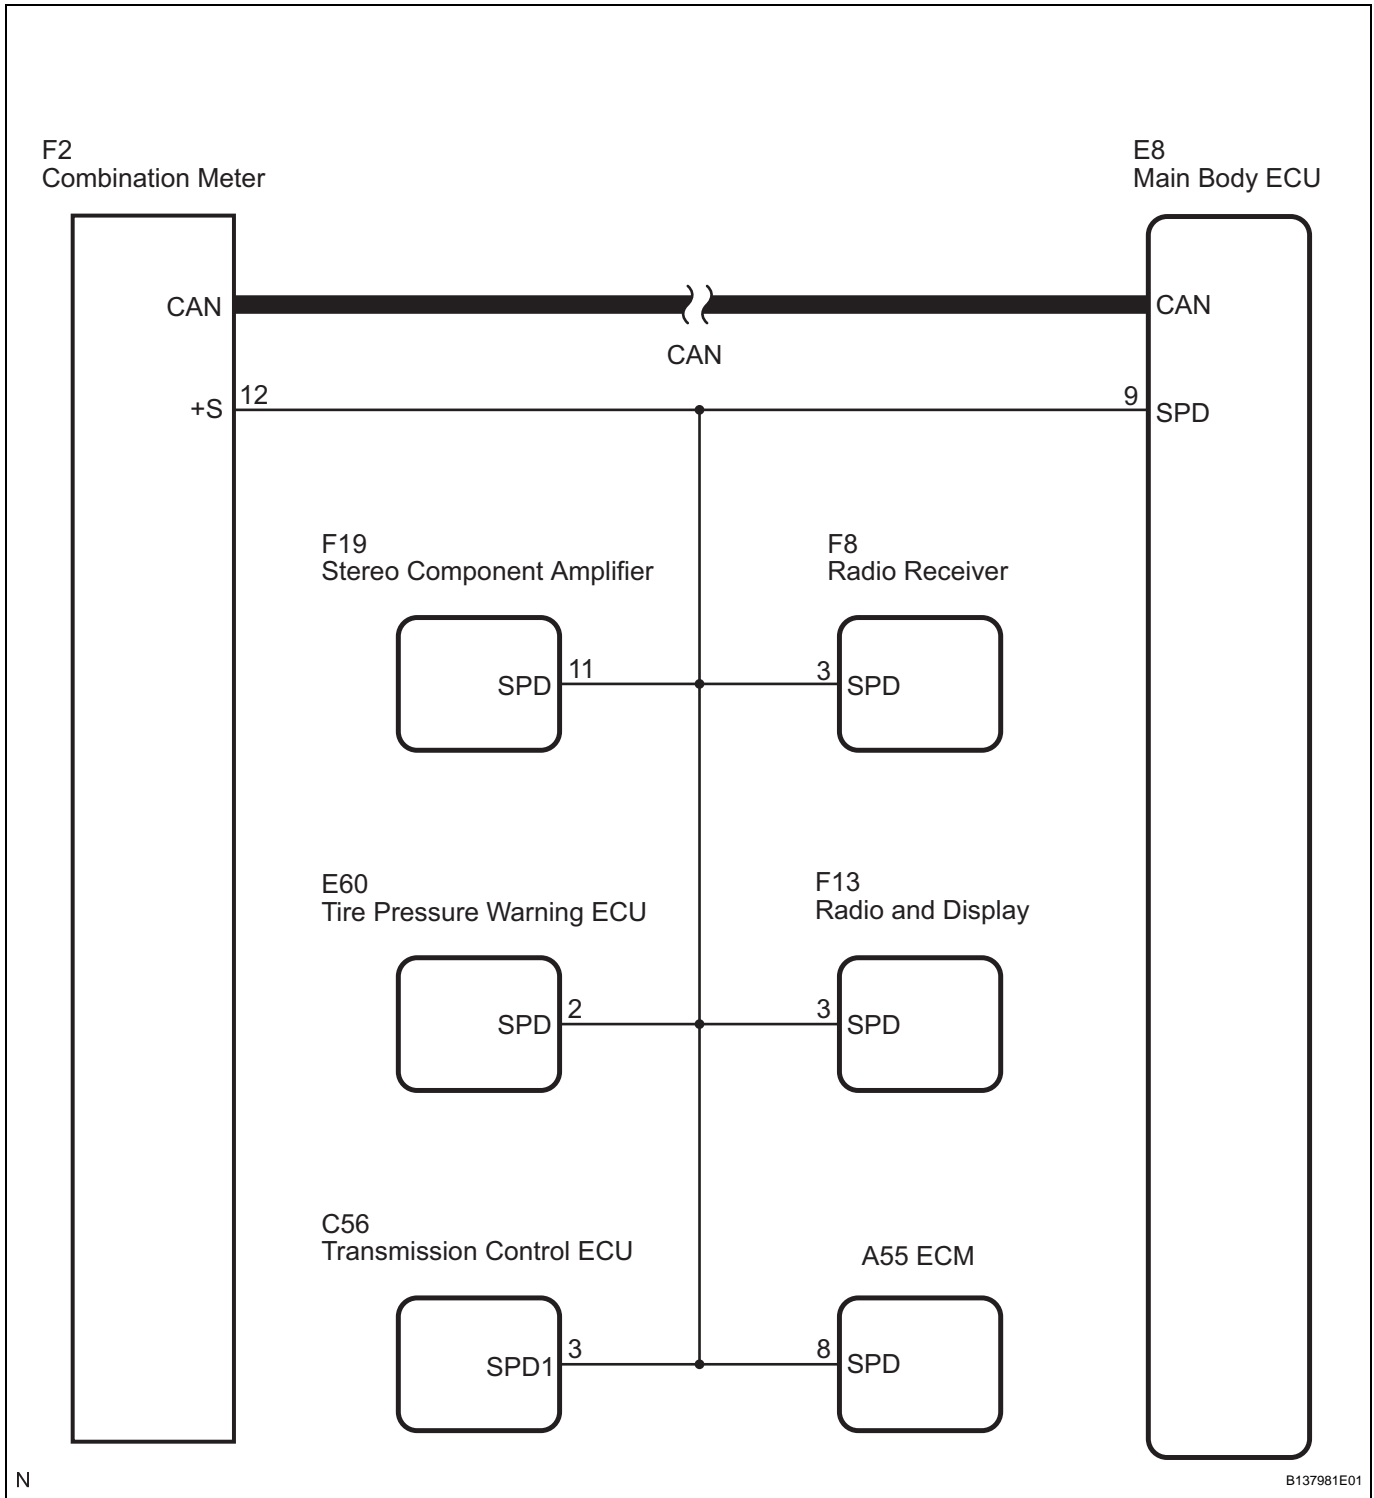 F2
Combination Meter
E8
Main Body ECU
CAN
CAN
CAN
+S
12
9
SPD
F19
Stereo Component Amplifier
F8
Radio Receiver
SPD
11
3
SPD
E60
Tire Pressure Warning ECU
F13
Radio and Display
SPD
2
3
SPD
C56
Transmission Control ECU
A55 ECM
SPD1
3
8
SPD
N
B137981E01